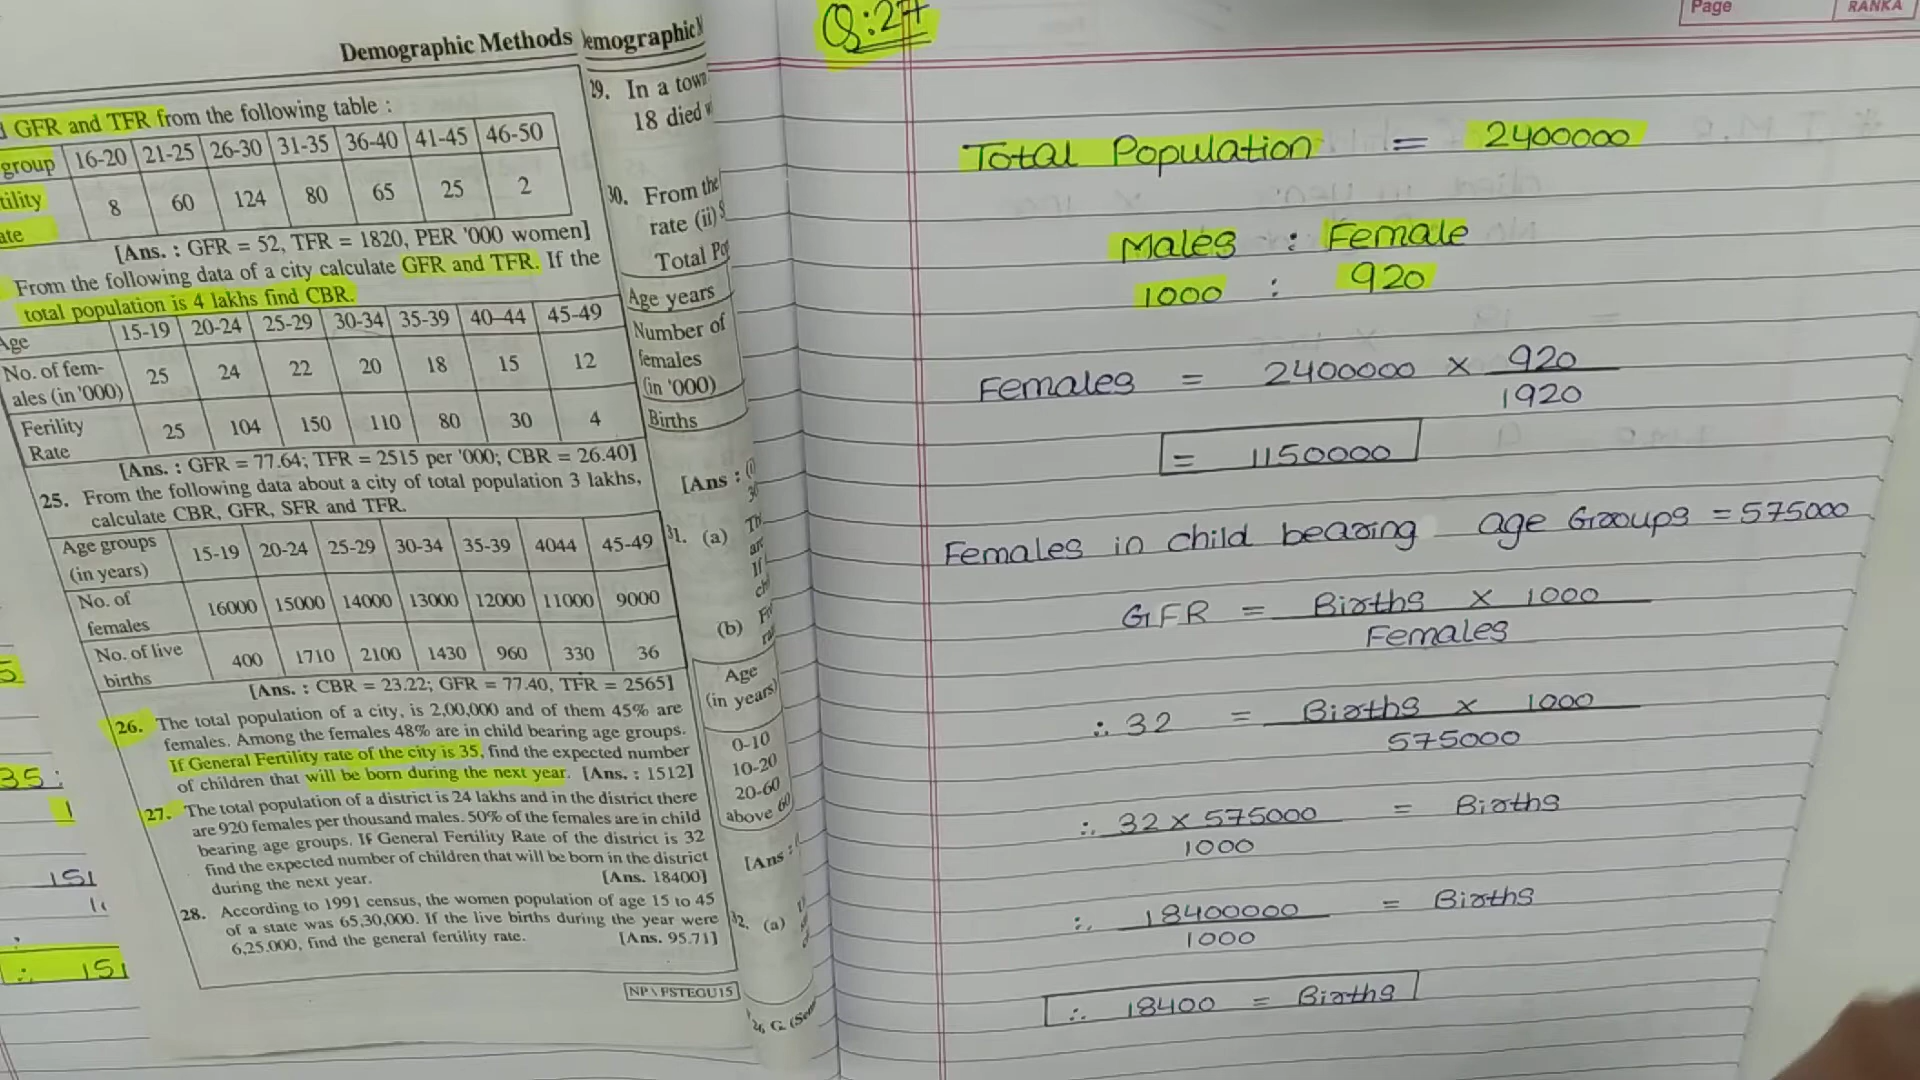 Demographic Methods
GFR and TFR from the following table :
group 16-20 21-25 26-30 31-35 36-40 41-45 46-50
8 60 124 80 65 25 2
[Ans. : GFR = 52, TFR = 1820, PER '000 women]
From the following data of a city calculate GFR and TFR. If the
total population is 4 lakhs find CBR.
15-19 20-24 25-29 30-34 35-39 40-44 45-49
No. of fem-
ales (in '000) 25 24 22 20 18 15 12
Ferility
Rate 25 104 150 110 80 30 4
[Ans. : GFR = 77.64; TFR = 2515 per '000; CBR = 26.40]
25. From the following data about a city of total population 3 lakhs,
calculate CBR, GFR, SFR and TFR.
Age groups
(in years) 15-19 20-24 25-29 30-34 35-39 4044 45-49
No. of
females 16000 15000 14000 13000 12000 11000 9000
No. of live
births 400 1710 2100 1430 960 330 36
[Ans. : CBR = 23.22; GFR = 77.40, TFR = 2565]
26. The total population of a city, is 2,00,000 and of them 45% are
females. Among the females 48% are in child bearing age groups.
If General Fertility rate of the city is 35, find the expected number
of children that will be born during the next year. [Ans. : 1512]
27. The total population of a district is 24 lakhs and in the district there
are 920 females per thousand males. 50% of the females are in child
bearing age groups. If General Fertility Rate of the district is 32
find the expected number of children that will be born in the district
during the next year. [Ans. 18400]
28. According to 1991 census, the women population of age 15 to 45
of a state was 65,30,000. If the live births during the year were
6,25,000, find the general fertility rate. [Ans. 95.71]
NP\PSTEGU15
29. In a town
18 died
30. From the
rate (ii)
Total
Age years
Number of
females
(in '000)
Births
[Ans :
31. (a)
If
(b)
Age
(in years)
0-10
10-20
20-60
above 60
[Ans :
32. (a)
Page RANKA
Q:27
Total Population = 2400000
Males : Female
1000 : 920
Females = 2400000 × 920
1920
= 1150000
Females in child bearing age Groups = 575000
GFR = Births × 1000
Females
∴ 32 = Births × 1000
575000
∴ 32 × 575000 = Births
1000
∴ 18400000 = Births
1000
∴ 18400 = Births
35:
151
∴ 151